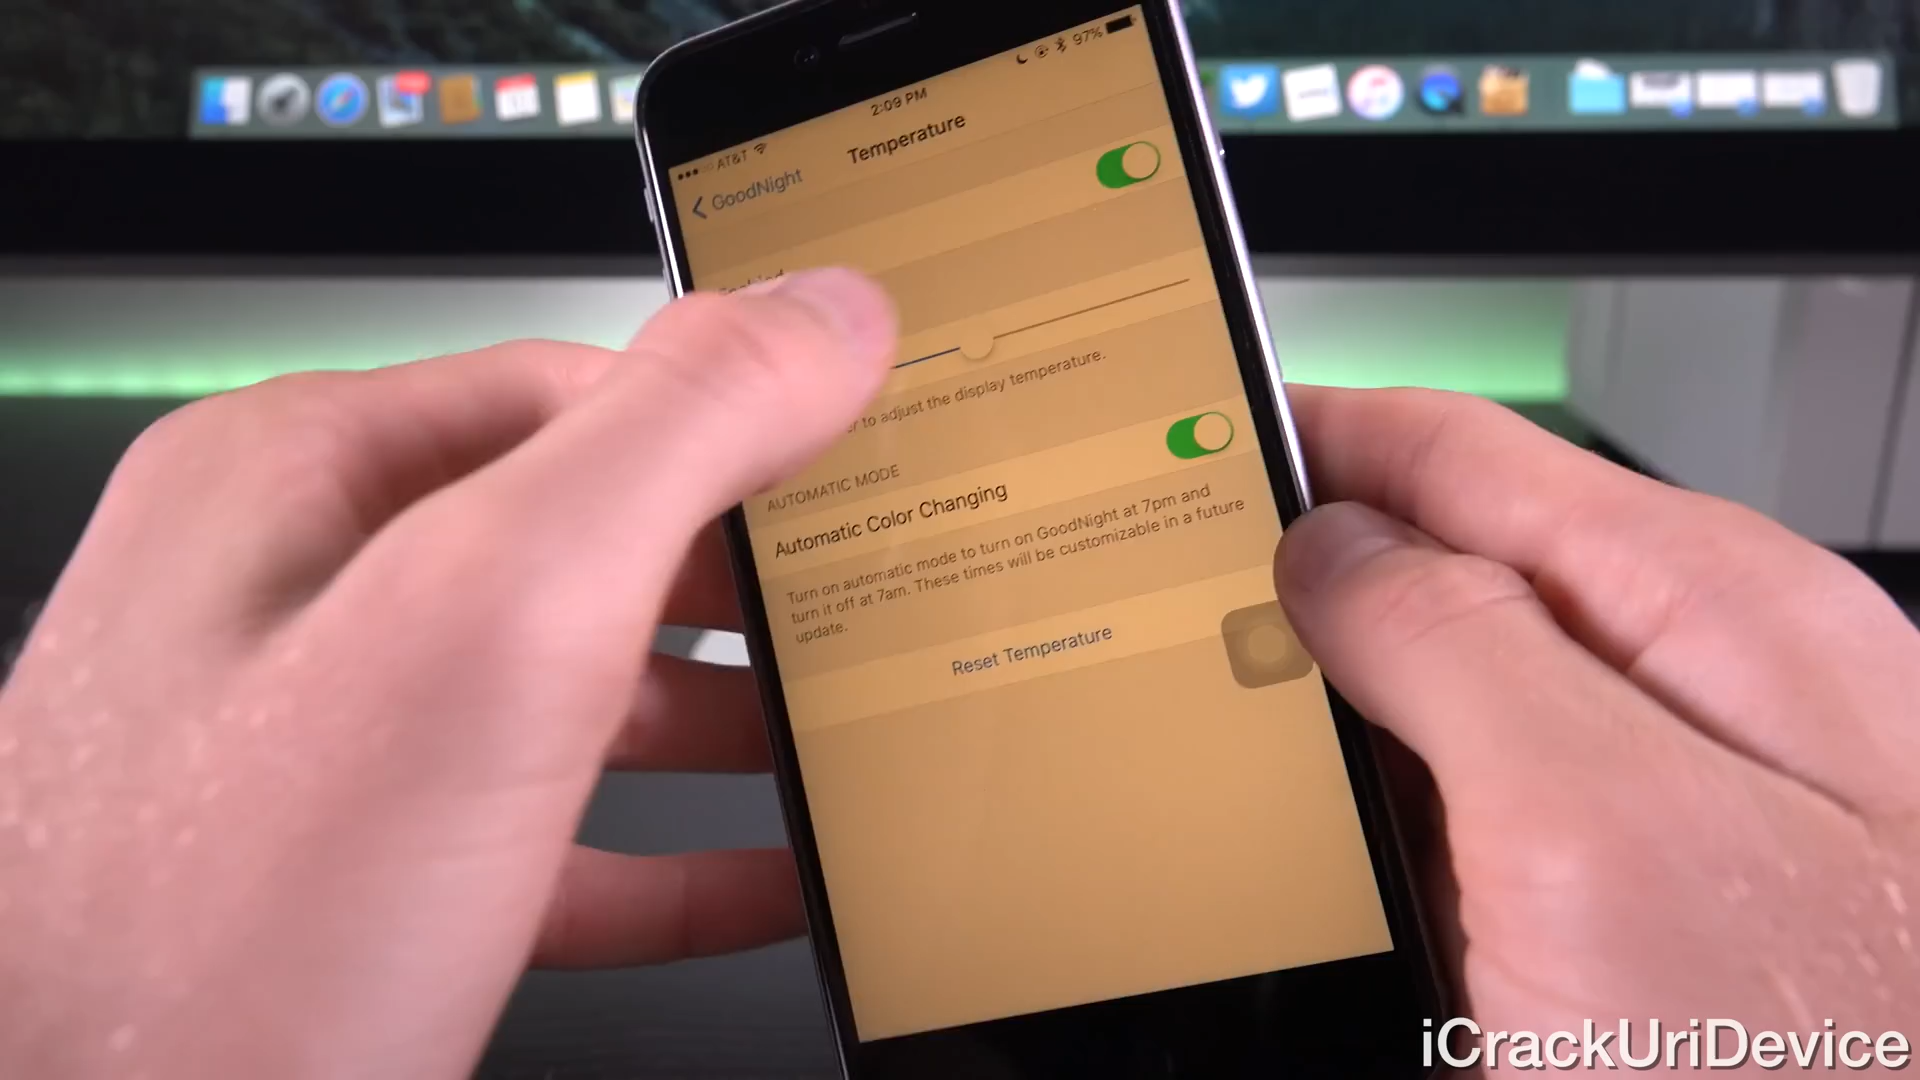 AT&T
2:09 PM
97%
GoodNight
Temperature
to adjust the display temperature.
AUTOMATIC MODE
Automatic Color Changing
Turn on automatic mode to turn on GoodNight at 7pm and
turn it off at 7am. These times will be customizable in a future
update.
Reset Temperature
iCrackUriDevice